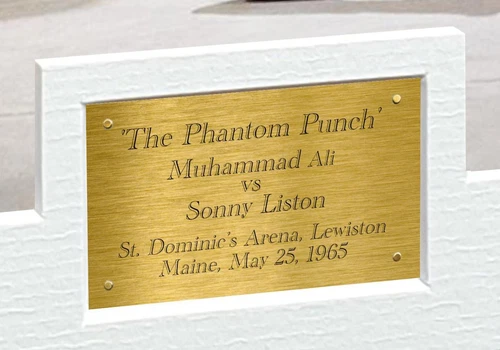 'The Phantom Punch'
Muhammad Ali
vs
Sonny Liston
St. Dominic's Arena, Lewiston
Maine, May 25, 1965